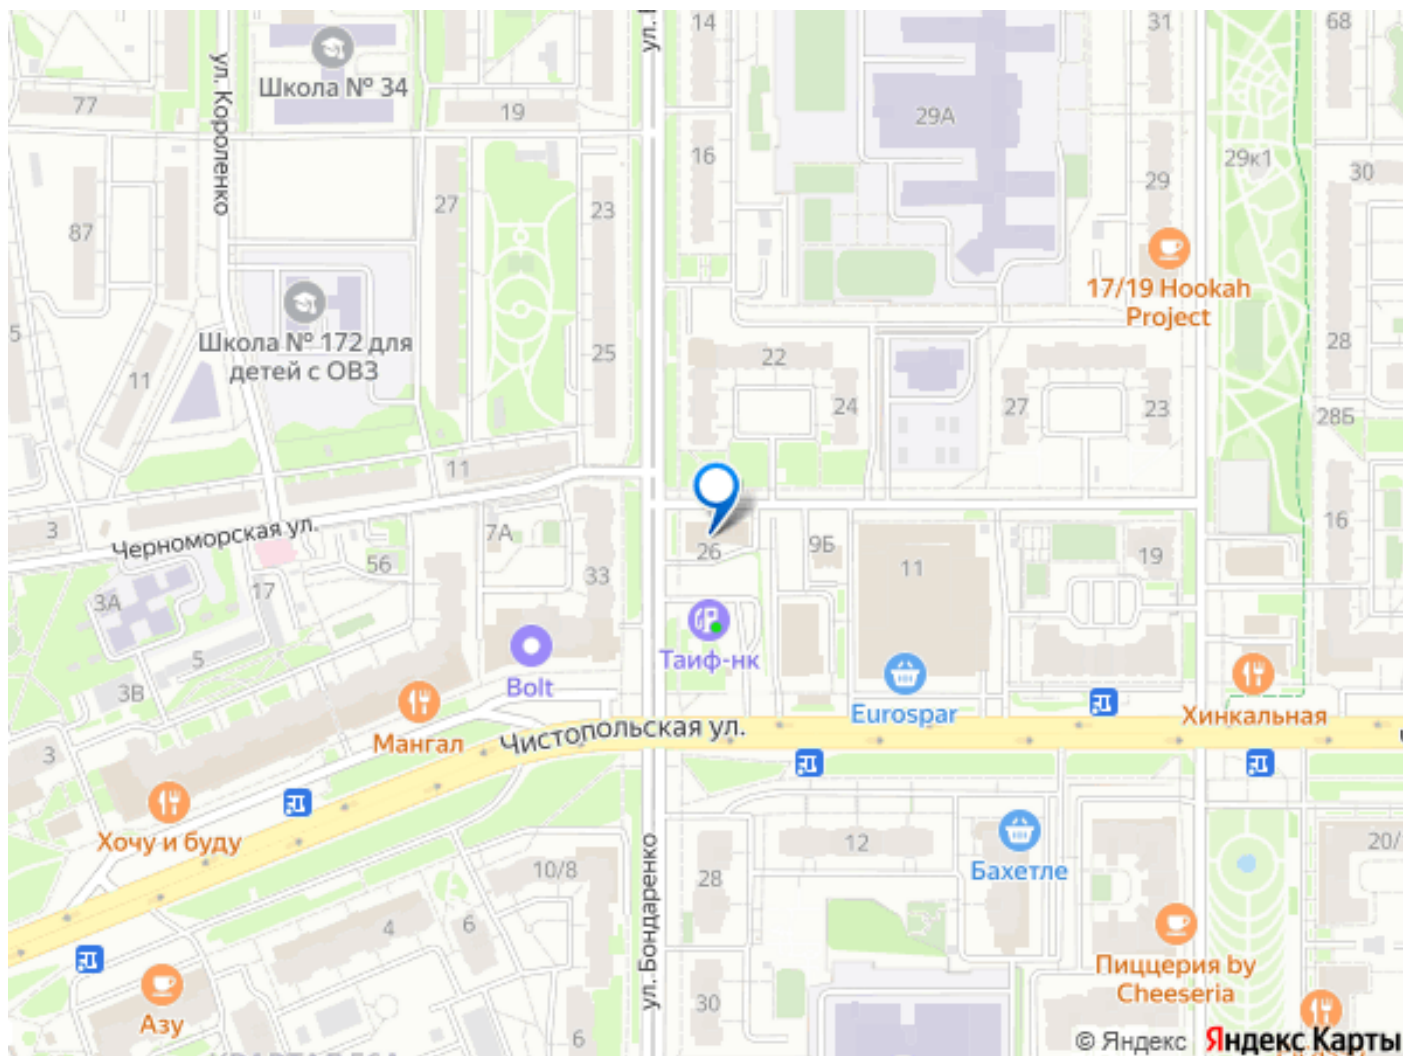 14
31
68
ул. Короленко
Школа № 34
77
19
29А
16
29
29к1
30
87
27
23
17/19 Hookah
Project
Школа № 172 для
детей с ОВЗ
5
11
25
22
24
27
23
28
28Б
11
3
Черноморская ул.
7А
26
9Б
11
19
16
56
33
3А
17
5
3В
Таиф-нк
Bolt
Мангал
Eurospar
Хинкальная
Чистопольская ул.
3
Хочу и буду
ул. Бондаренко
10/8
12
28
Бахетле
20/
4
6
Азу
30
6
Пиццерия by
Cheeseria
© Яндекс Яндекс Карты